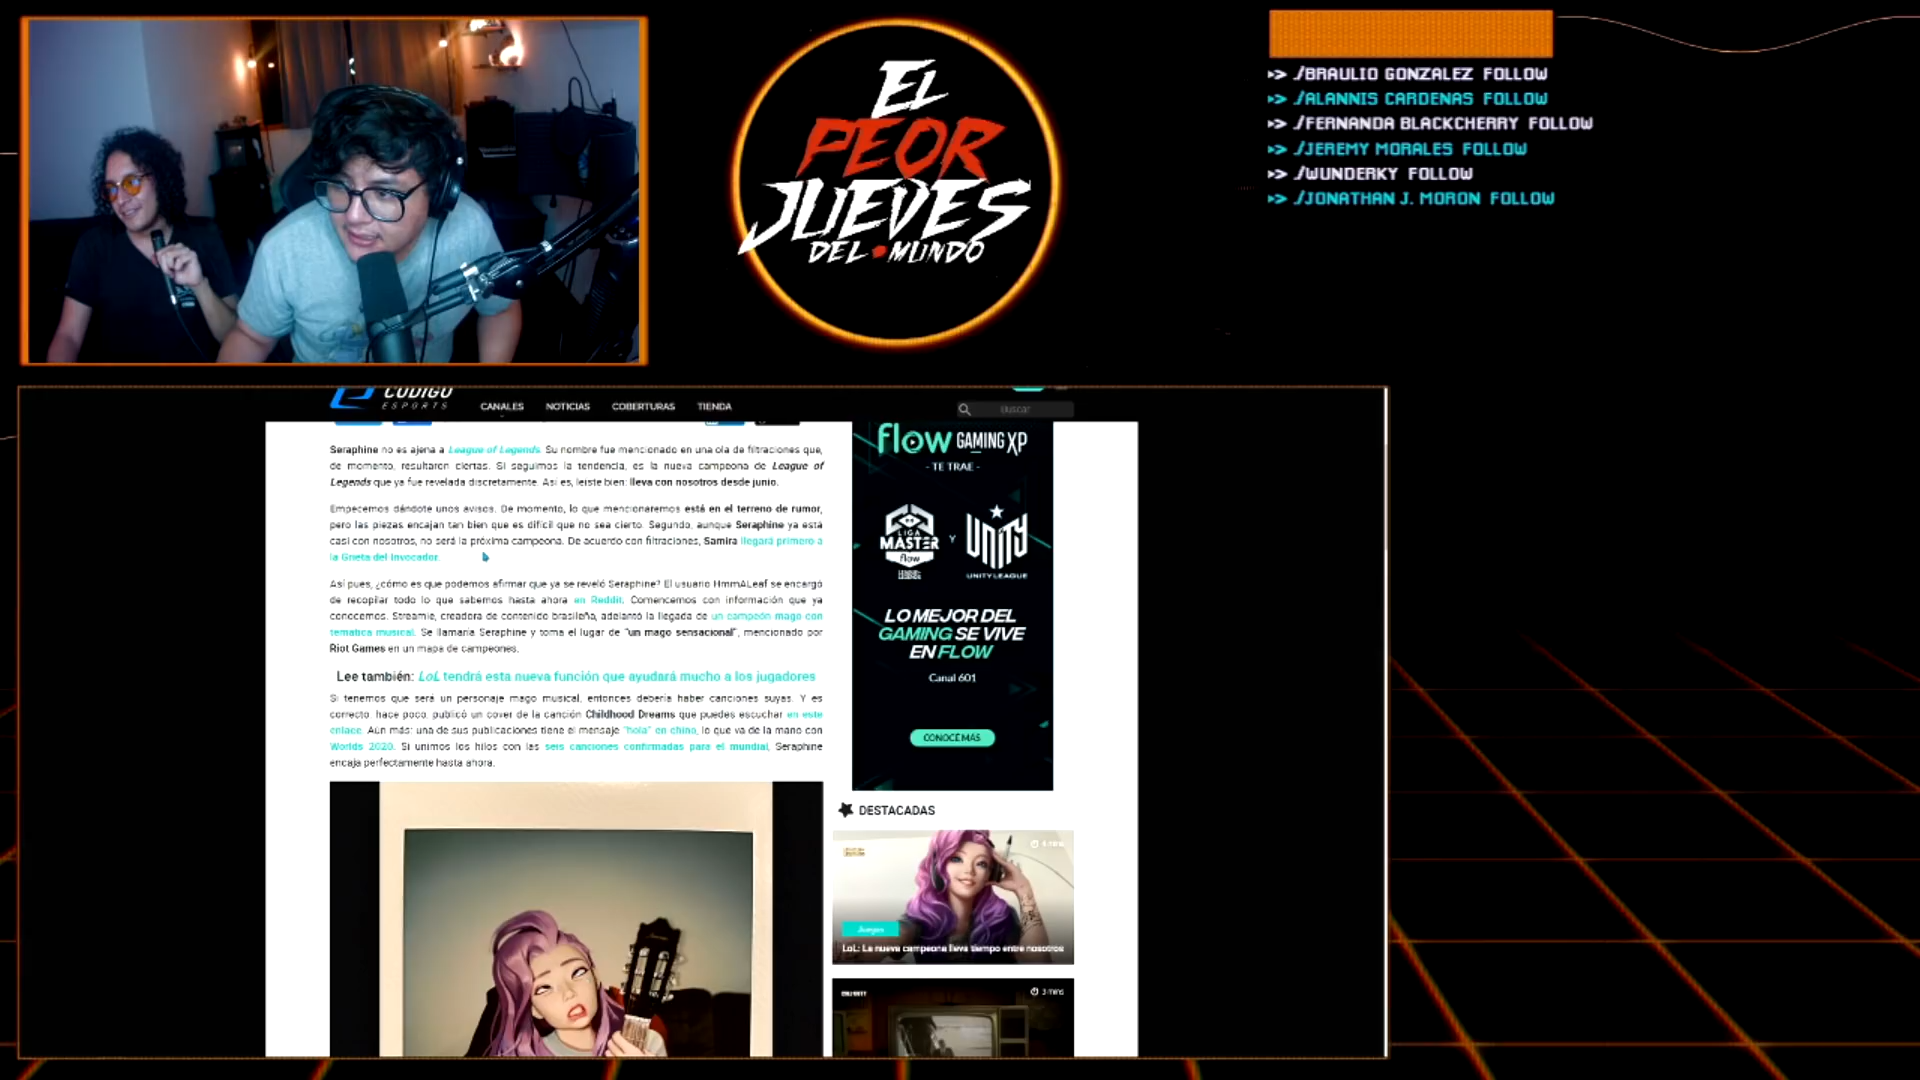 EL
PEOR
JUEVES
DEL MUNDO
>> ./BRAULIO GONZALEZ FOLLOW
>> ./ALANNIS CARDENAS FOLLOW
>> ./FERNANDA BLACKCHERRY FOLLOW
>> ./JEREMY MORALES FOLLOW
>> ./WUNDERKY FOLLOW
>> ./JONATHAN J. MORON FOLLOW
CODIGO
ESPORTS
CANALES NOTICIAS COBERTURAS TIENDA
Buscar
Seraphine no es ajena a League of Legends. Su nombre fue mencionado en una ola de filtraciones que,
de momento, resultaron ciertas. Si seguimos la tendencia, es la nueva campeona de League of
Legends que ya fue revelada discretamente. Así es, leíste bien: lleva con nosotros desde junio.
Empecemos dándote unos avisos. De momento, lo que mencionaremos está en el terreno de rumor,
pero las piezas encajan tan bien que es difícil que no sea cierto. Segundo, aunque Seraphine ya está
casi con nosotros, no será la próxima campeona. De acuerdo con filtraciones, Samira llegará primero a
la Grieta del Invocador.
Así pues, ¿cómo es que podemos afirmar que ya se reveló Seraphine? El usuario HmmALeaf se encargó
de recopilar todo lo que sabemos hasta ahora en Reddit. Comencemos con información que ya
conocemos. Streamie, creadora de contenido brasileña, adelantó la llegada de un campeón mago con
temática musical. Se llamaría Seraphine y toma el lugar de "un mago sensacional", mencionado por
Riot Games en un mapa de campeones.
Lee también: LoL tendrá esta nueva función que ayudará mucho a los jugadores
Si tenemos que será un personaje mago musical, entonces debería haber canciones suyas. Y es
correcto: hace poco, publicó un cover de la canción Childhood Dreams que puedes escuchar en este
enlace. Aún más: una de sus publicaciones tiene el mensaje "hola" en chino, lo que va de la mano con
Worlds 2020. Si unimos los hilos con las seis canciones confirmadas para el mundial, Seraphine
encaja perfectamente hasta ahora.
flow GAMING XP
- TE TRAE -
LIGA
MASTER
flow
Y
UNITY
UNITY LEAGUE
LO MEJOR DEL
GAMING SE VIVE
EN FLOW
Canal 601
CONOCE MÁS
DESTACADAS
Juegos
LoL: La nueva campeona lleva tiempo entre nosotros
3 mins